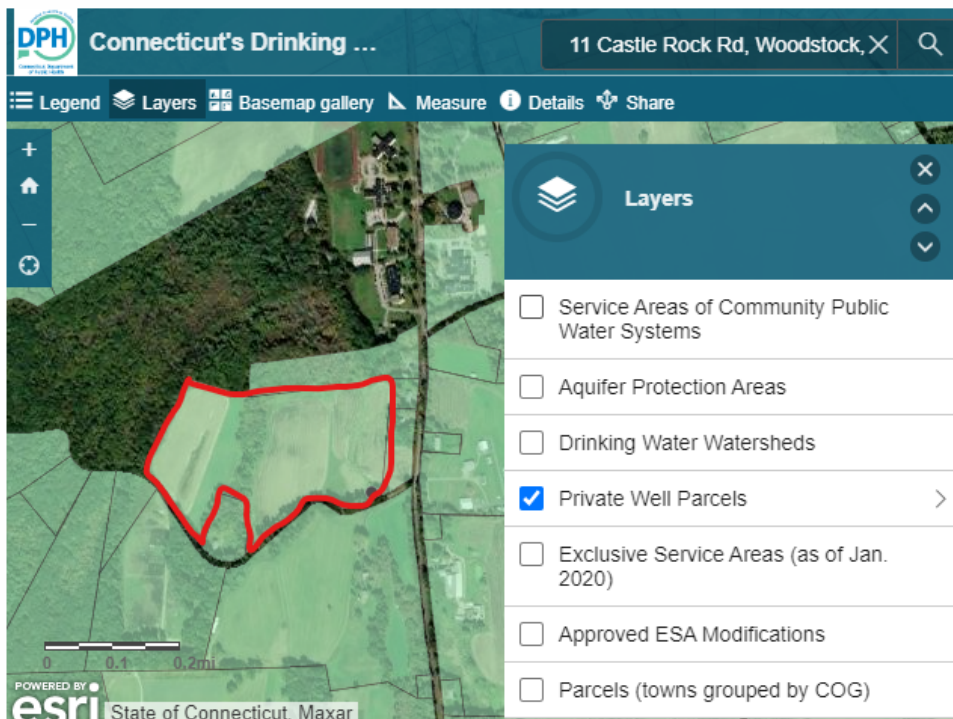 DPH
Connecticut's Drinking ...
11 Castle Rock Rd, Woodstock,
Legend Layers Basemap gallery Measure Details Share
Layers
Service Areas of Community Public
Water Systems
Aquifer Protection Areas
Drinking Water Watersheds
Private Well Parcels
Exclusive Service Areas (as of Jan.
2020)
Approved ESA Modifications
Parcels (towns grouped by COG)
0 0.1 0.2mi
POWERED BY
esri
State of Connecticut, Maxar